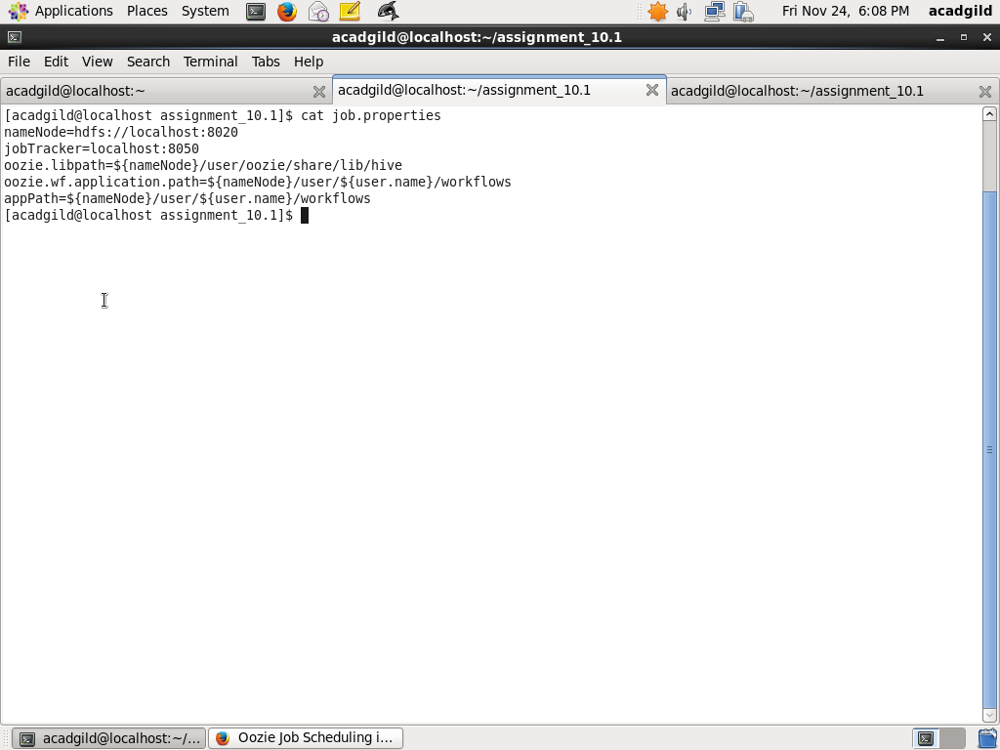 Applications Places System Fri Nov 24, 6:08 PM acadgild
acadgild@localhost:~/assignment_10.1
File Edit View Search Terminal Tabs Help
acadgild@localhost:~ acadgild@localhost:~/assignment_10.1 acadgild@localhost:~/assignment_10.1
[acadgild@localhost assignment_10.1]$ cat job.properties
nameNode=hdfs://localhost:8020
jobTracker=localhost:8050
oozie.libpath=${nameNode}/user/oozie/share/lib/hive
oozie.wf.application.path=${nameNode}/user/${user.name}/workflows
appPath=${nameNode}/user/${user.name}/workflows
[acadgild@localhost assignment_10.1]$
acadgild@localhost:~/... Oozie Job Scheduling i...